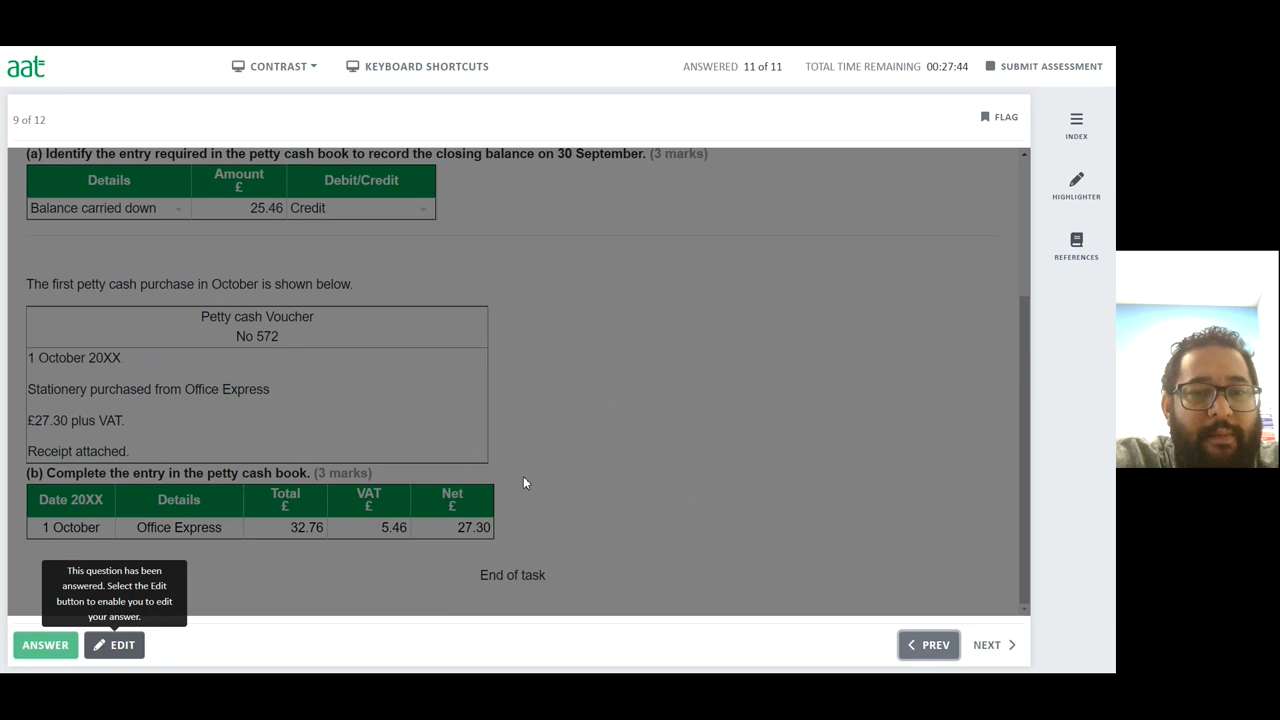 aat
CONTRAST
KEYBOARD SHORTCUTS
ANSWERED 11 of 11
TOTAL TIME REMAINING 00:27:44
SUBMIT ASSESSMENT
9 of 12
FLAG
INDEX
HIGHLIGHTER
REFERENCES
(a) Identify the entry required in the petty cash book to record the closing balance on 30 September. (3 marks)
Details Amount £ Debit/Credit
Balance carried down 25.46 Credit
The first petty cash purchase in October is shown below.
Petty cash Voucher
No 572
1 October 20XX
Stationery purchased from Office Express
£27.30 plus VAT.
Receipt attached.
(b) Complete the entry in the petty cash book. (3 marks)
Date 20XX Details Total £ VAT £ Net £
1 October Office Express 32.76 5.46 27.30
End of task
This question has been
answered. Select the Edit
button to enable you to edit
your answer.
ANSWER
EDIT
PREV
NEXT